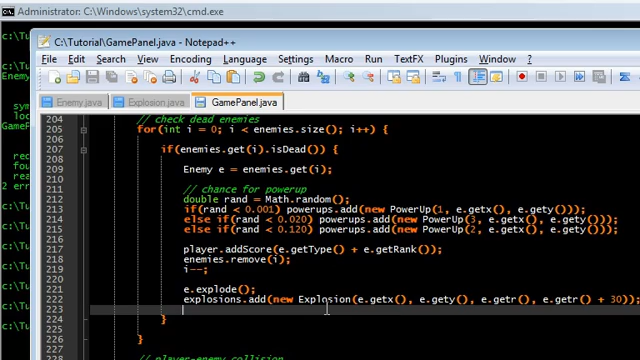 Administrator: C:\Windows\system32\cmd.exe
C:\Tutorial\GamePanel.java - Notepad++
File Edit Search View Encoding Language Settings Macro Run TextFX Plugins Window ?
Enemy.java Explosion.java GamePanel.java
204 // check dead enemies
205 for(int i = 0; i < enemies.size(); i++) {
206
207 if(enemies.get(i).isDead()) {
208
209 Enemy e = enemies.get(i);
210
211 // chance for powerup
212 double rand = Math.random();
213 if(rand < 0.001) powerups.add(new PowerUp(1, e.getx(), e.gety()));
214 else if(rand < 0.020) powerups.add(new PowerUp(3, e.getx(), e.gety()));
215 else if(rand < 0.120) powerups.add(new PowerUp(2, e.getx(), e.gety()));
216
217 player.addScore(e.getType() + e.getRank());
218 enemies.remove(i);
219 i--;
220
221 e.explode();
222 explosions.add(new Explosion(e.getx(), e.gety(), e.getr(), e.getr() + 30));
223
224 }
225
226 }
227
228 // player-enemy collision